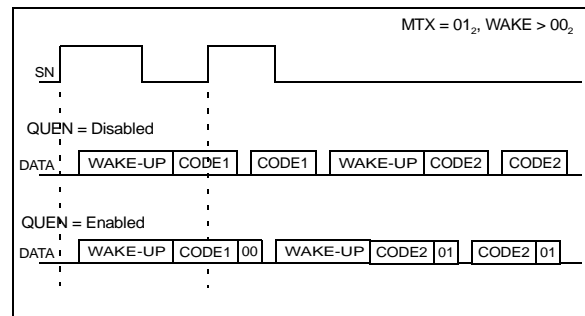 MTX = 01₂, WAKE > 00₂
SN
QUEN = Disabled
DATA WAKE-UP CODE1 CODE1 WAKE-UP CODE2 CODE2
QUEN = Enabled
DATA WAKE-UP CODE1 00 WAKE-UP CODE2 01 CODE2 01